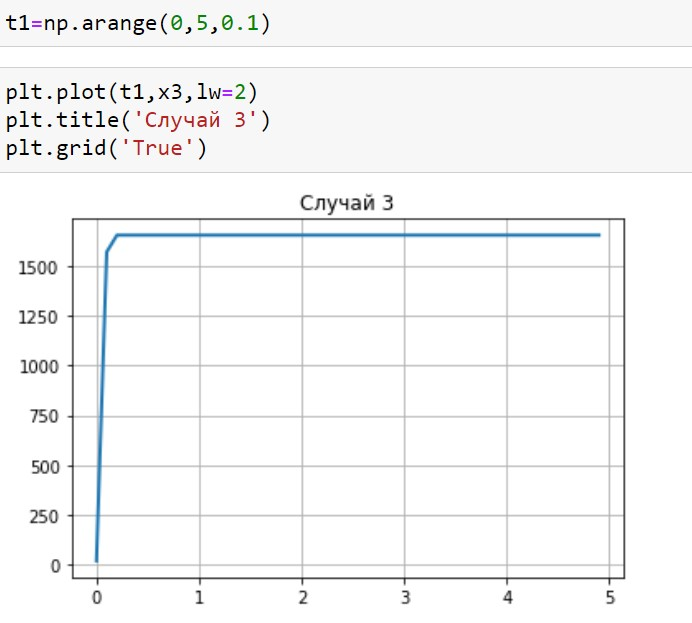 t1=np.arange(0,5,0.1)
plt.plot(t1,x3,lw=2)
plt.title('Случай 3')
plt.grid('True')
Случай 3
1500
1250
1000
750
500
250
0
0 1 2 3 4 5